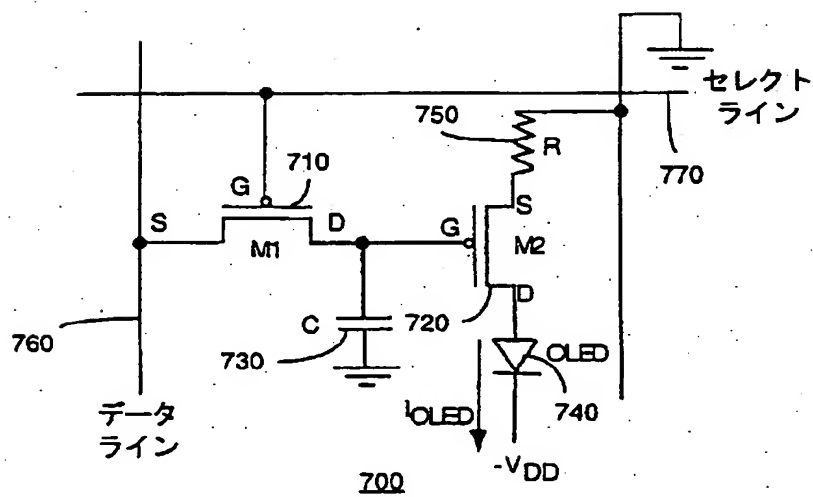 セレクト
ライン
750
R
770
710
G
S
D
M1
G
S
M2
D
C
730
720
760
OLED
740
IOLED
-VDD
データ
ライン
700